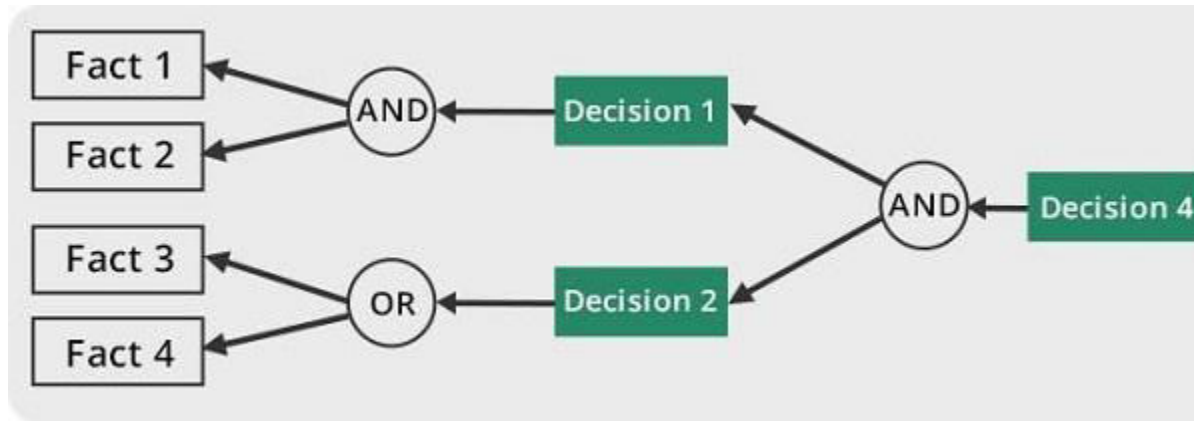 Fact 1
Fact 2
AND
Decision 1
AND
Decision 4
Fact 3
Fact 4
OR
Decision 2